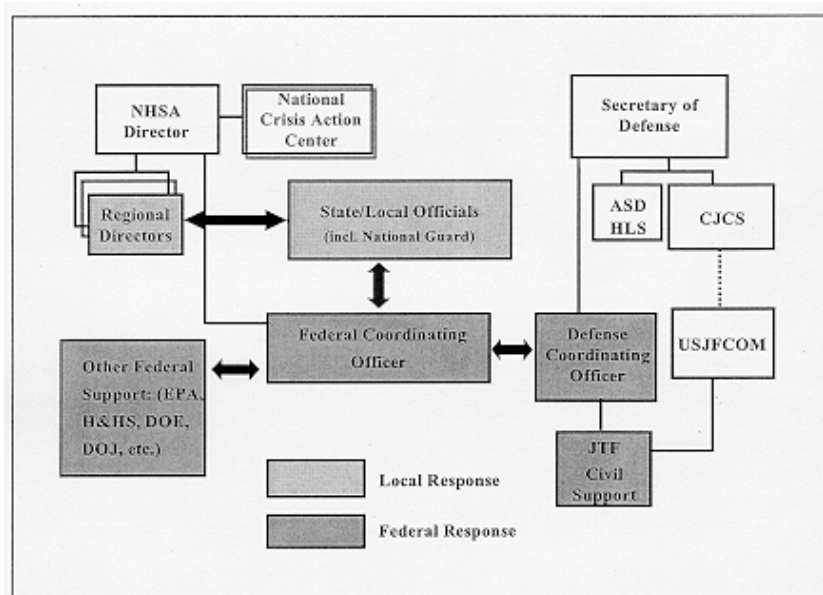 NHSA
Director
National
Crisis Action
Center
Secretary of
Defense
Regional
Directors
State/Local Officials
(incl. National Guard)
ASD
HLS
CJCS
Federal Coordinating
Officer
Defense
Coordinating
Officer
USJFCOM
Other Federal
Support: (EPA,
H&HS, DOE,
DOJ, etc.)
JTF
Civil
Support
Local Response
Federal Response